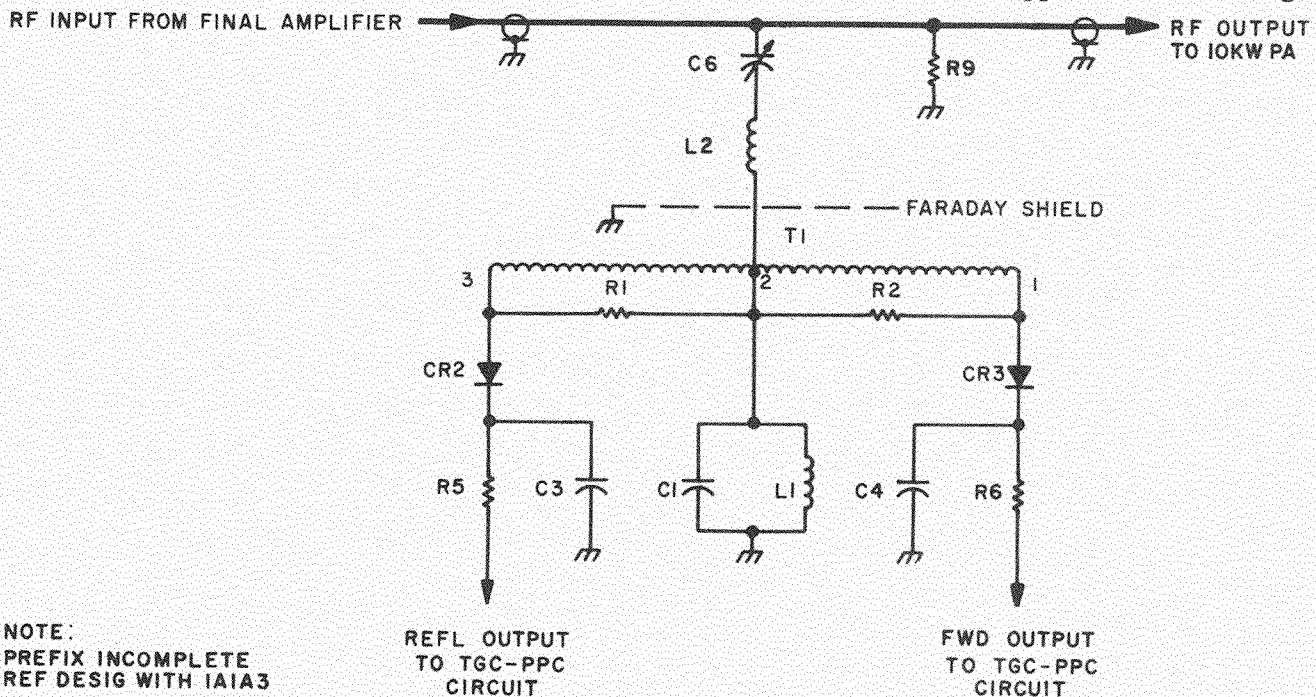 RF INPUT FROM FINAL AMPLIFIER
RF OUTPUT
TO 10KW PA
C6
R9
L2
FARADAY SHIELD
T1
3
2
1
R1
R2
CR2
CR3
R5
C3
C1
L1
C4
R6
NOTE:
PREFIX INCOMPLETE
REF DESIG WITH 1A1A3
REFL OUTPUT
TO TGC-PPC
CIRCUIT
FWD OUTPUT
TO TGC-PPC
CIRCUIT